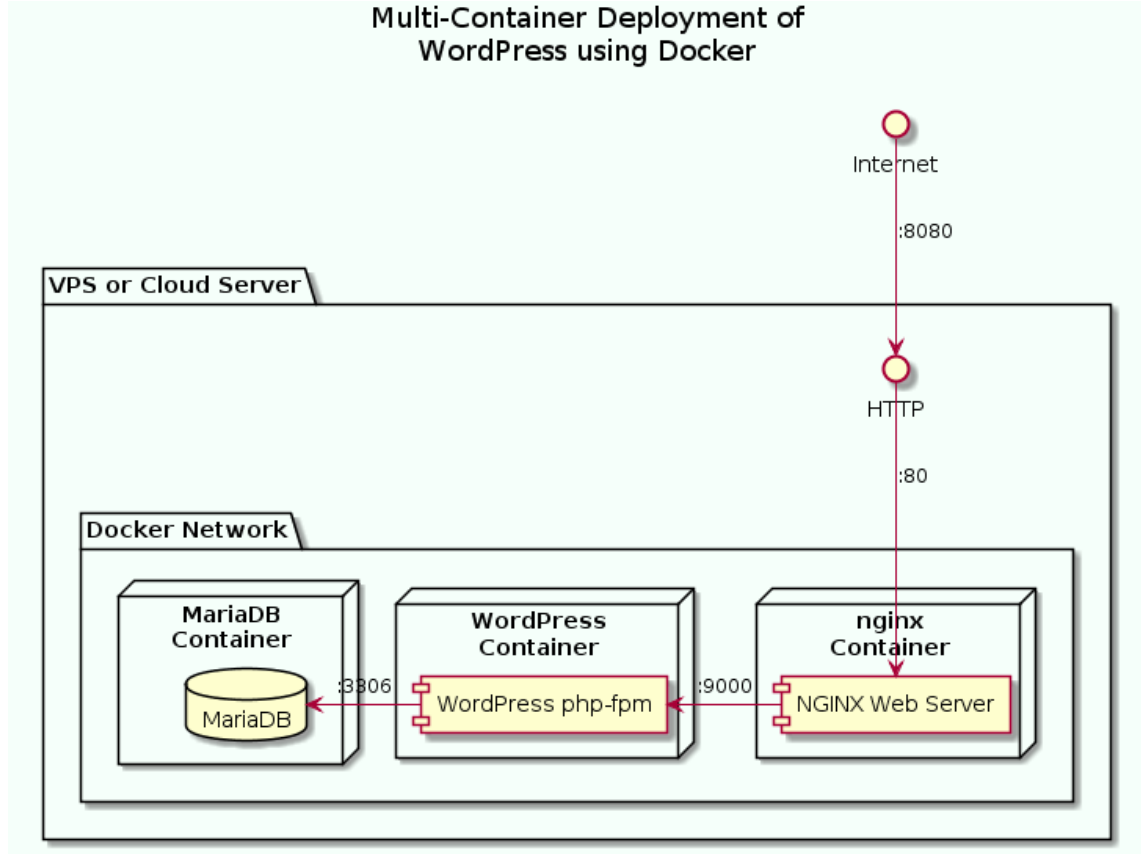 Multi-Container Deployment of
WordPress using Docker
Internet
:8080
VPS or Cloud Server
HTTP
:80
Docker Network
MariaDB
Container
WordPress
Container
nginx
Container
:3306
:9000
MariaDB
WordPress php-fpm
NGINX Web Server